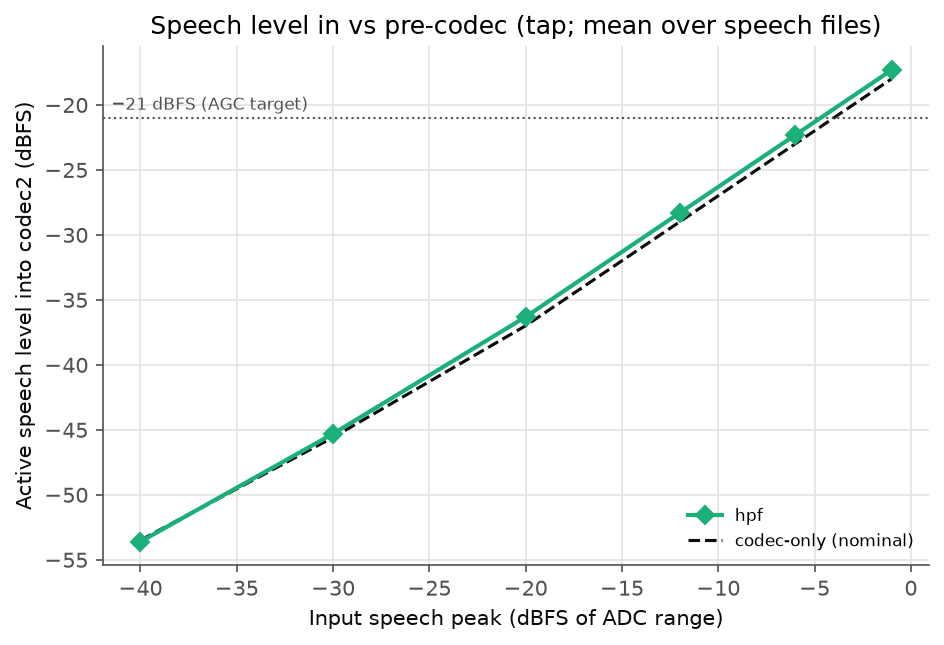 Speech level in vs pre-codec (tap; mean over speech files)
Active speech level into codec2 (dBFS)
−20
−25
−30
−35
−40
−45
−50
−55
−21 dBFS (AGC target)
hpf
codec-only (nominal)
−40 −35 −30 −25 −20 −15 −10 −5 0
Input speech peak (dBFS of ADC range)